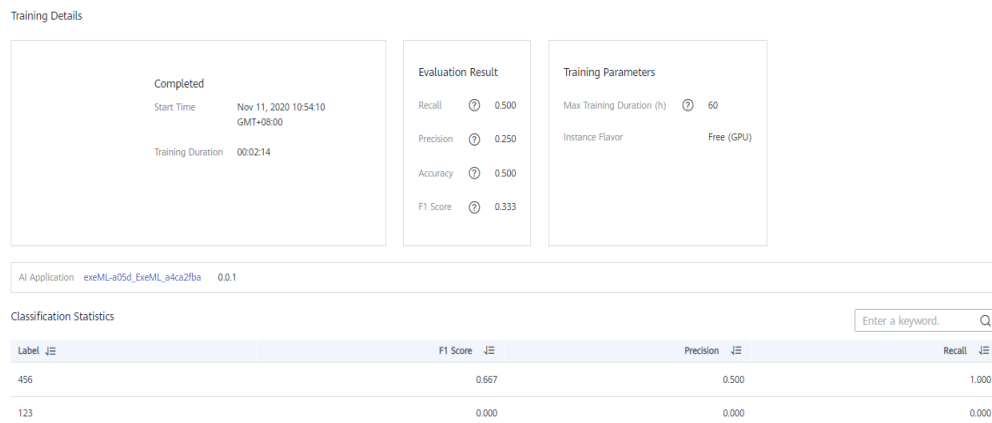 Training Details
Completed
Start Time Nov 11, 2020 10:54:10
GMT+08:00
Training Duration 00:02:14
Evaluation Result
Recall ? 0.500
Precision ? 0.250
Accuracy ? 0.500
F1 Score ? 0.333
Training Parameters
Max Training Duration (h) ? 60
Instance Flavor Free (GPU)
AI Application exeML-a05d_ExeML_a4ca2fba 0.0.1
Classification Statistics
Enter a keyword.
Label F1 Score Precision Recall
456 0.667 0.500 1.000
123 0.000 0.000 0.000